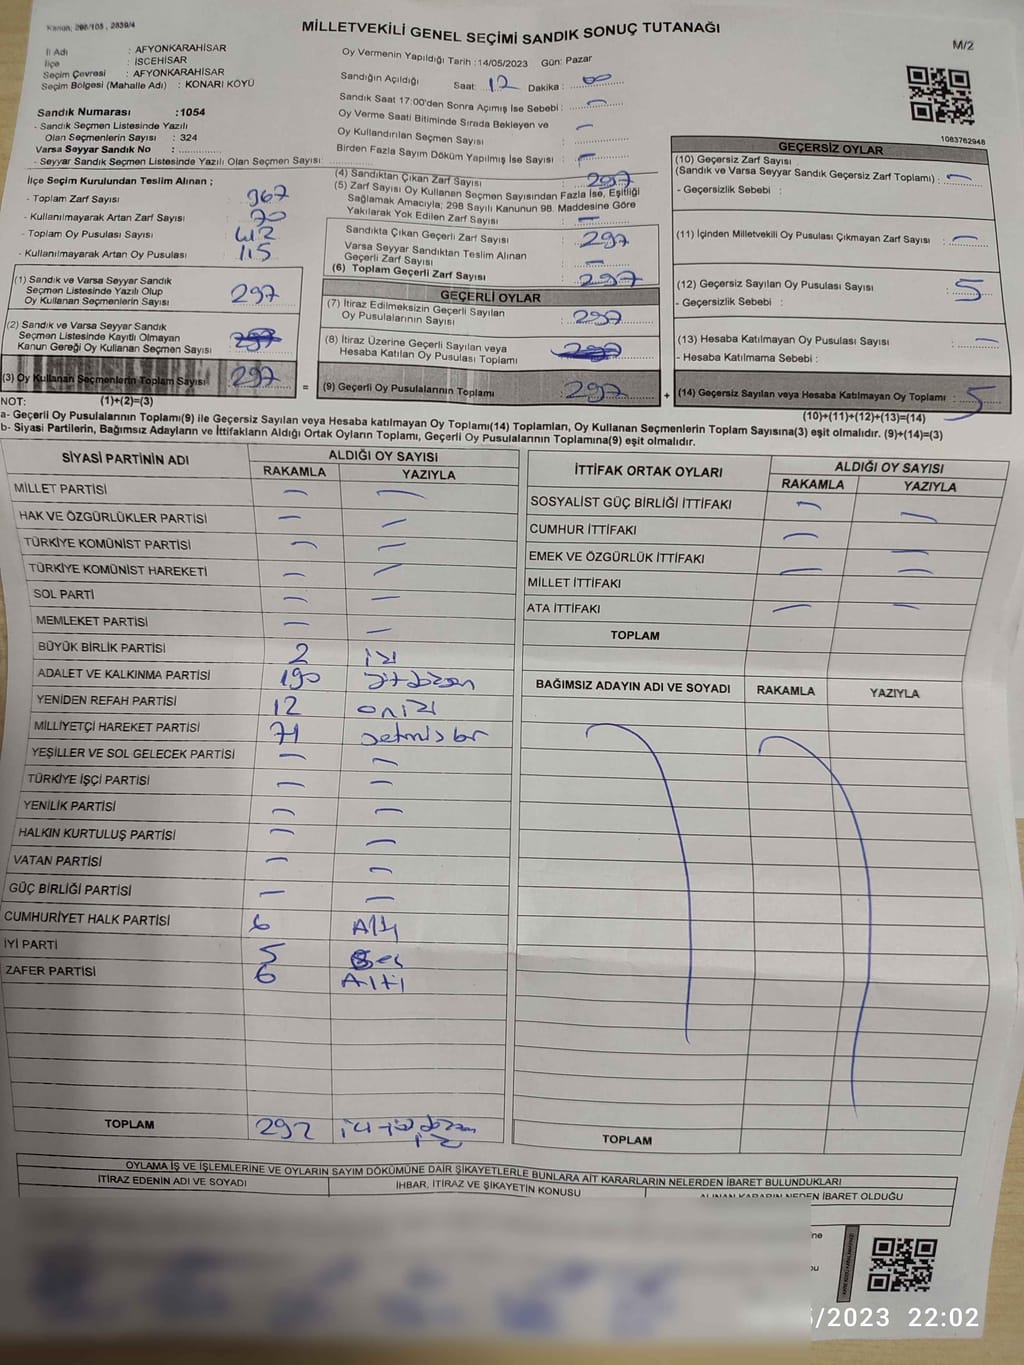 Kanun, 298/105 , 2839/4
MİLLETVEKİLİ GENEL SEÇİMİ SANDIK SONUÇ TUTANAĞI
M/2
İl Adı : AFYONKARAHİSAR
İlçe : İSCEHİSAR
Seçim Çevresi : AFYONKARAHİSAR
Seçim Bölgesi (Mahalle Adı) : KONARI KÖYÜ
Oy Vermenin Yapıldığı Tarih : 14/05/2023 Gün: Pazar
Sandığın Açıldığı Saat: 17 Dakika : 00
Sandık Saat 17:00'den Sonra Açımış İse Sebebi : —
Oy Verme Saati Bitiminde Sırada Bekleyen ve
Oy Kullandırılan Seçmen Sayısı : —
Birden Fazla Sayım Döküm Yapılmış İse Sayısı : —
Sandık Numarası :1054
- Sandık Seçmen Listesinde Yazılı
Olan Seçmenlerin Sayısı : 324
Varsa Seyyar Sandık No :
- Seyyar Sandık Seçmen Listesinde Yazılı Olan Seçmen Sayısı:
1083762948
İlçe Seçim Kurulundan Teslim Alınan ;
- Toplam Zarf Sayısı : 367
- Kullanılmayarak Artan Zarf Sayısı : 70
- Toplam Oy Pusulası Sayısı : 412
- Kullanılmayarak Artan Oy Pusulası : 115
(1) Sandık ve Varsa Seyyar Sandık
Seçmen Listesinde Yazılı Olup
Oy Kullanan Seçmenlerin Sayısı : 297
(2) Sandık ve Varsa Seyyar Sandık
Seçmen Listesinde Kayıtlı Olmayan
Kanun Gereği Oy Kullanan Seçmen Sayısı :
(3) Oy Kullanan Seçmenlerin Toplam Sayısı : 297
(4) Sandıktan Çıkan Zarf Sayısı : 297
(5) Zarf Sayısı Oy Kullanan Seçmen Sayısından Fazla İse, Eşitliği
Sağlamak Amacıyla; 298 Sayılı Kanunun 98. Maddesine Göre
Yakılarak Yok Edilen Zarf Sayısı : —
Sandıkta Çıkan Geçerli Zarf Sayısı : 297
Varsa Seyyar Sandıktan Teslim Alınan
Geçerli Zarf Sayısı : —
(6) Toplam Geçerli Zarf Sayısı : 297
GEÇERLİ OYLAR
(7) İtiraz Edilmeksizin Geçerli Sayılan
Oy Pusulalarının Sayısı : 297
(8) İtiraz Üzerine Geçerli Sayılan veya
Hesaba Katılan Oy Pusulası Toplamı :
= (9) Geçerli Oy Pusulalarının Toplamı : 297
GEÇERSİZ OYLAR
(10) Geçersiz Zarf Sayısı
(Sandık ve Varsa Seyyar Sandık Geçersiz Zarf Toplamı) : —
- Geçersizlik Sebebi :
(11) İçinden Milletvekili Oy Pusulası Çıkmayan Zarf Sayısı : —
(12) Geçersiz Sayılan Oy Pusulası Sayısı : 5
- Geçersizlik Sebebi :
(13) Hesaba Katılmayan Oy Pusulası Sayısı : —
- Hesaba Katılmama Sebebi :
+ (14) Geçersiz Sayılan veya Hesaba Katılmayan Oy Toplamı : 5
NOT: (1)+(2)=(3)
(10)+(11)+(12)+(13)=(14)
a- Geçerli Oy Pusulalarının Toplamı(9) ile Geçersiz Sayılan veya Hesaba katılmayan Oy Toplamı(14) Toplamları, Oy Kullanan Seçmenlerin Toplam Sayısına(3) eşit olmalıdır. (9)+(14)=(3)
b- Siyasi Partilerin, Bağımsız Adayların ve İttifakların Aldığı Ortak Oyların Toplamı, Geçerli Oy Pusulalarının Toplamına(9) eşit olmalıdır.
SİYASİ PARTİNİN ADI ALDIĞI OY SAYISI
RAKAMLA YAZIYLA
MİLLET PARTİSİ — —
HAK VE ÖZGÜRLÜKLER PARTİSİ — —
TÜRKİYE KOMÜNİST PARTİSİ — —
TÜRKİYE KOMÜNİST HAREKETİ — —
SOL PARTİ — —
MEMLEKET PARTİSİ — —
BÜYÜK BİRLİK PARTİSİ 2 iki
ADALET VE KALKINMA PARTİSİ 190
YENİDEN REFAH PARTİSİ 12 oniki
MİLLİYETÇİ HAREKET PARTİSİ 71 yetmişbir
YEŞİLLER VE SOL GELECEK PARTİSİ — —
TÜRKİYE İŞÇİ PARTİSİ — —
YENİLİK PARTİSİ — —
HALKIN KURTULUŞ PARTİSİ — —
VATAN PARTİSİ — —
GÜÇ BİRLİĞİ PARTİSİ — —
CUMHURİYET HALK PARTİSİ 6 Altı
İYİ PARTİ 5 Beş
ZAFER PARTİSİ 6 Altı
TOPLAM 292
İTTİFAK ORTAK OYLARI ALDIĞI OY SAYISI
RAKAMLA YAZIYLA
SOSYALİST GÜÇ BİRLİĞİ İTTİFAKI — —
CUMHUR İTTİFAKI —
EMEK VE ÖZGÜRLÜK İTTİFAKI — —
MİLLET İTTİFAKI —
ATA İTTİFAKI — —
TOPLAM
BAĞIMSIZ ADAYIN ADI VE SOYADI RAKAMLA YAZIYLA
TOPLAM
OYLAMA İŞ VE İŞLEMLERİNE VE OYLARIN SAYIM DÖKÜMÜNE DAİR ŞİKAYETLERLE BUNLARA AİT KARARLARIN NELERDEN İBARET BULUNDUKLARI
İTİRAZ EDENİN ADI VE SOYADI İHBAR, İTİRAZ VE ŞİKAYETİN KONUSU ALINAN KARARIN NEDEN İBARET OLDUĞU
/2023 22:02